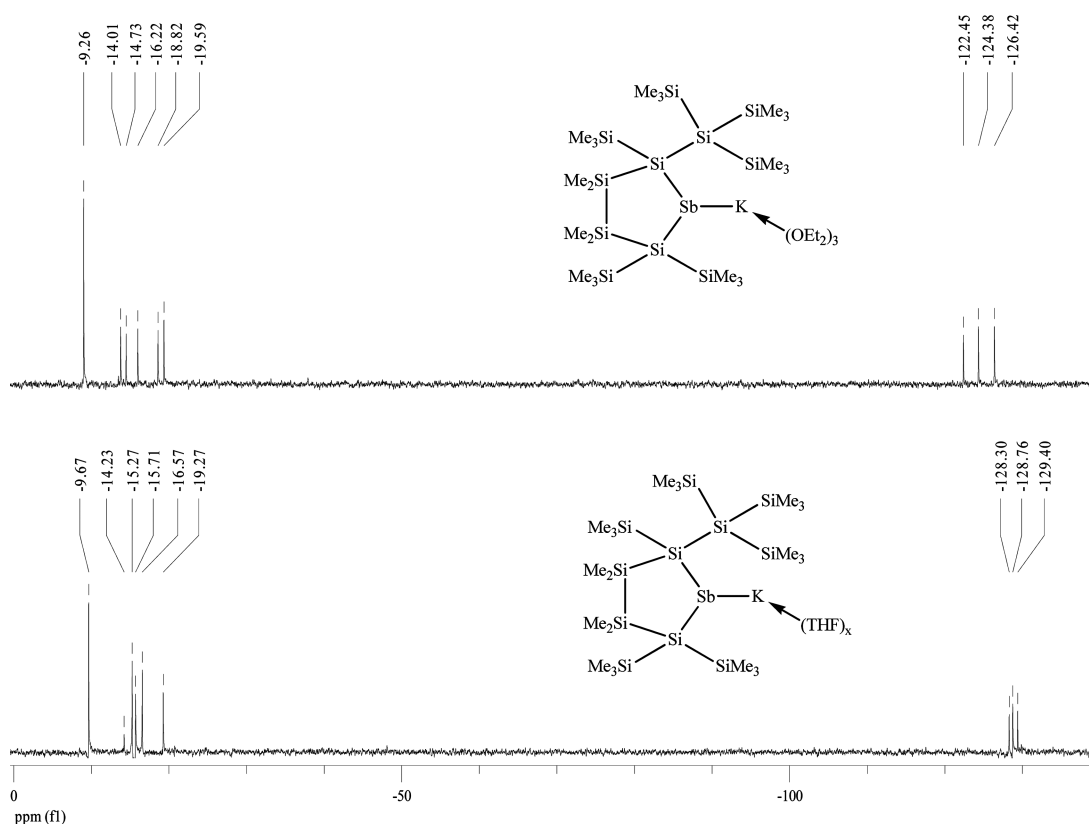 -9.26
-14.01
-14.73
-16.22
-18.82
-19.59
-122.45
-124.38
-126.42
Me3Si
SiMe3
Me3Si
Si
Si
SiMe3
Me2Si
Sb
K
Me2Si
(OEt2)3
Si
Me3Si
SiMe3
-9.67
-14.23
-15.27
-15.71
-16.57
-19.27
-128.30
-128.76
-129.40
Me3Si
SiMe3
Me3Si
Si
Si
SiMe3
Me2Si
Sb
K
Me2Si
(THF)x
Si
Me3Si
SiMe3
0
-50
-100
ppm (f1)